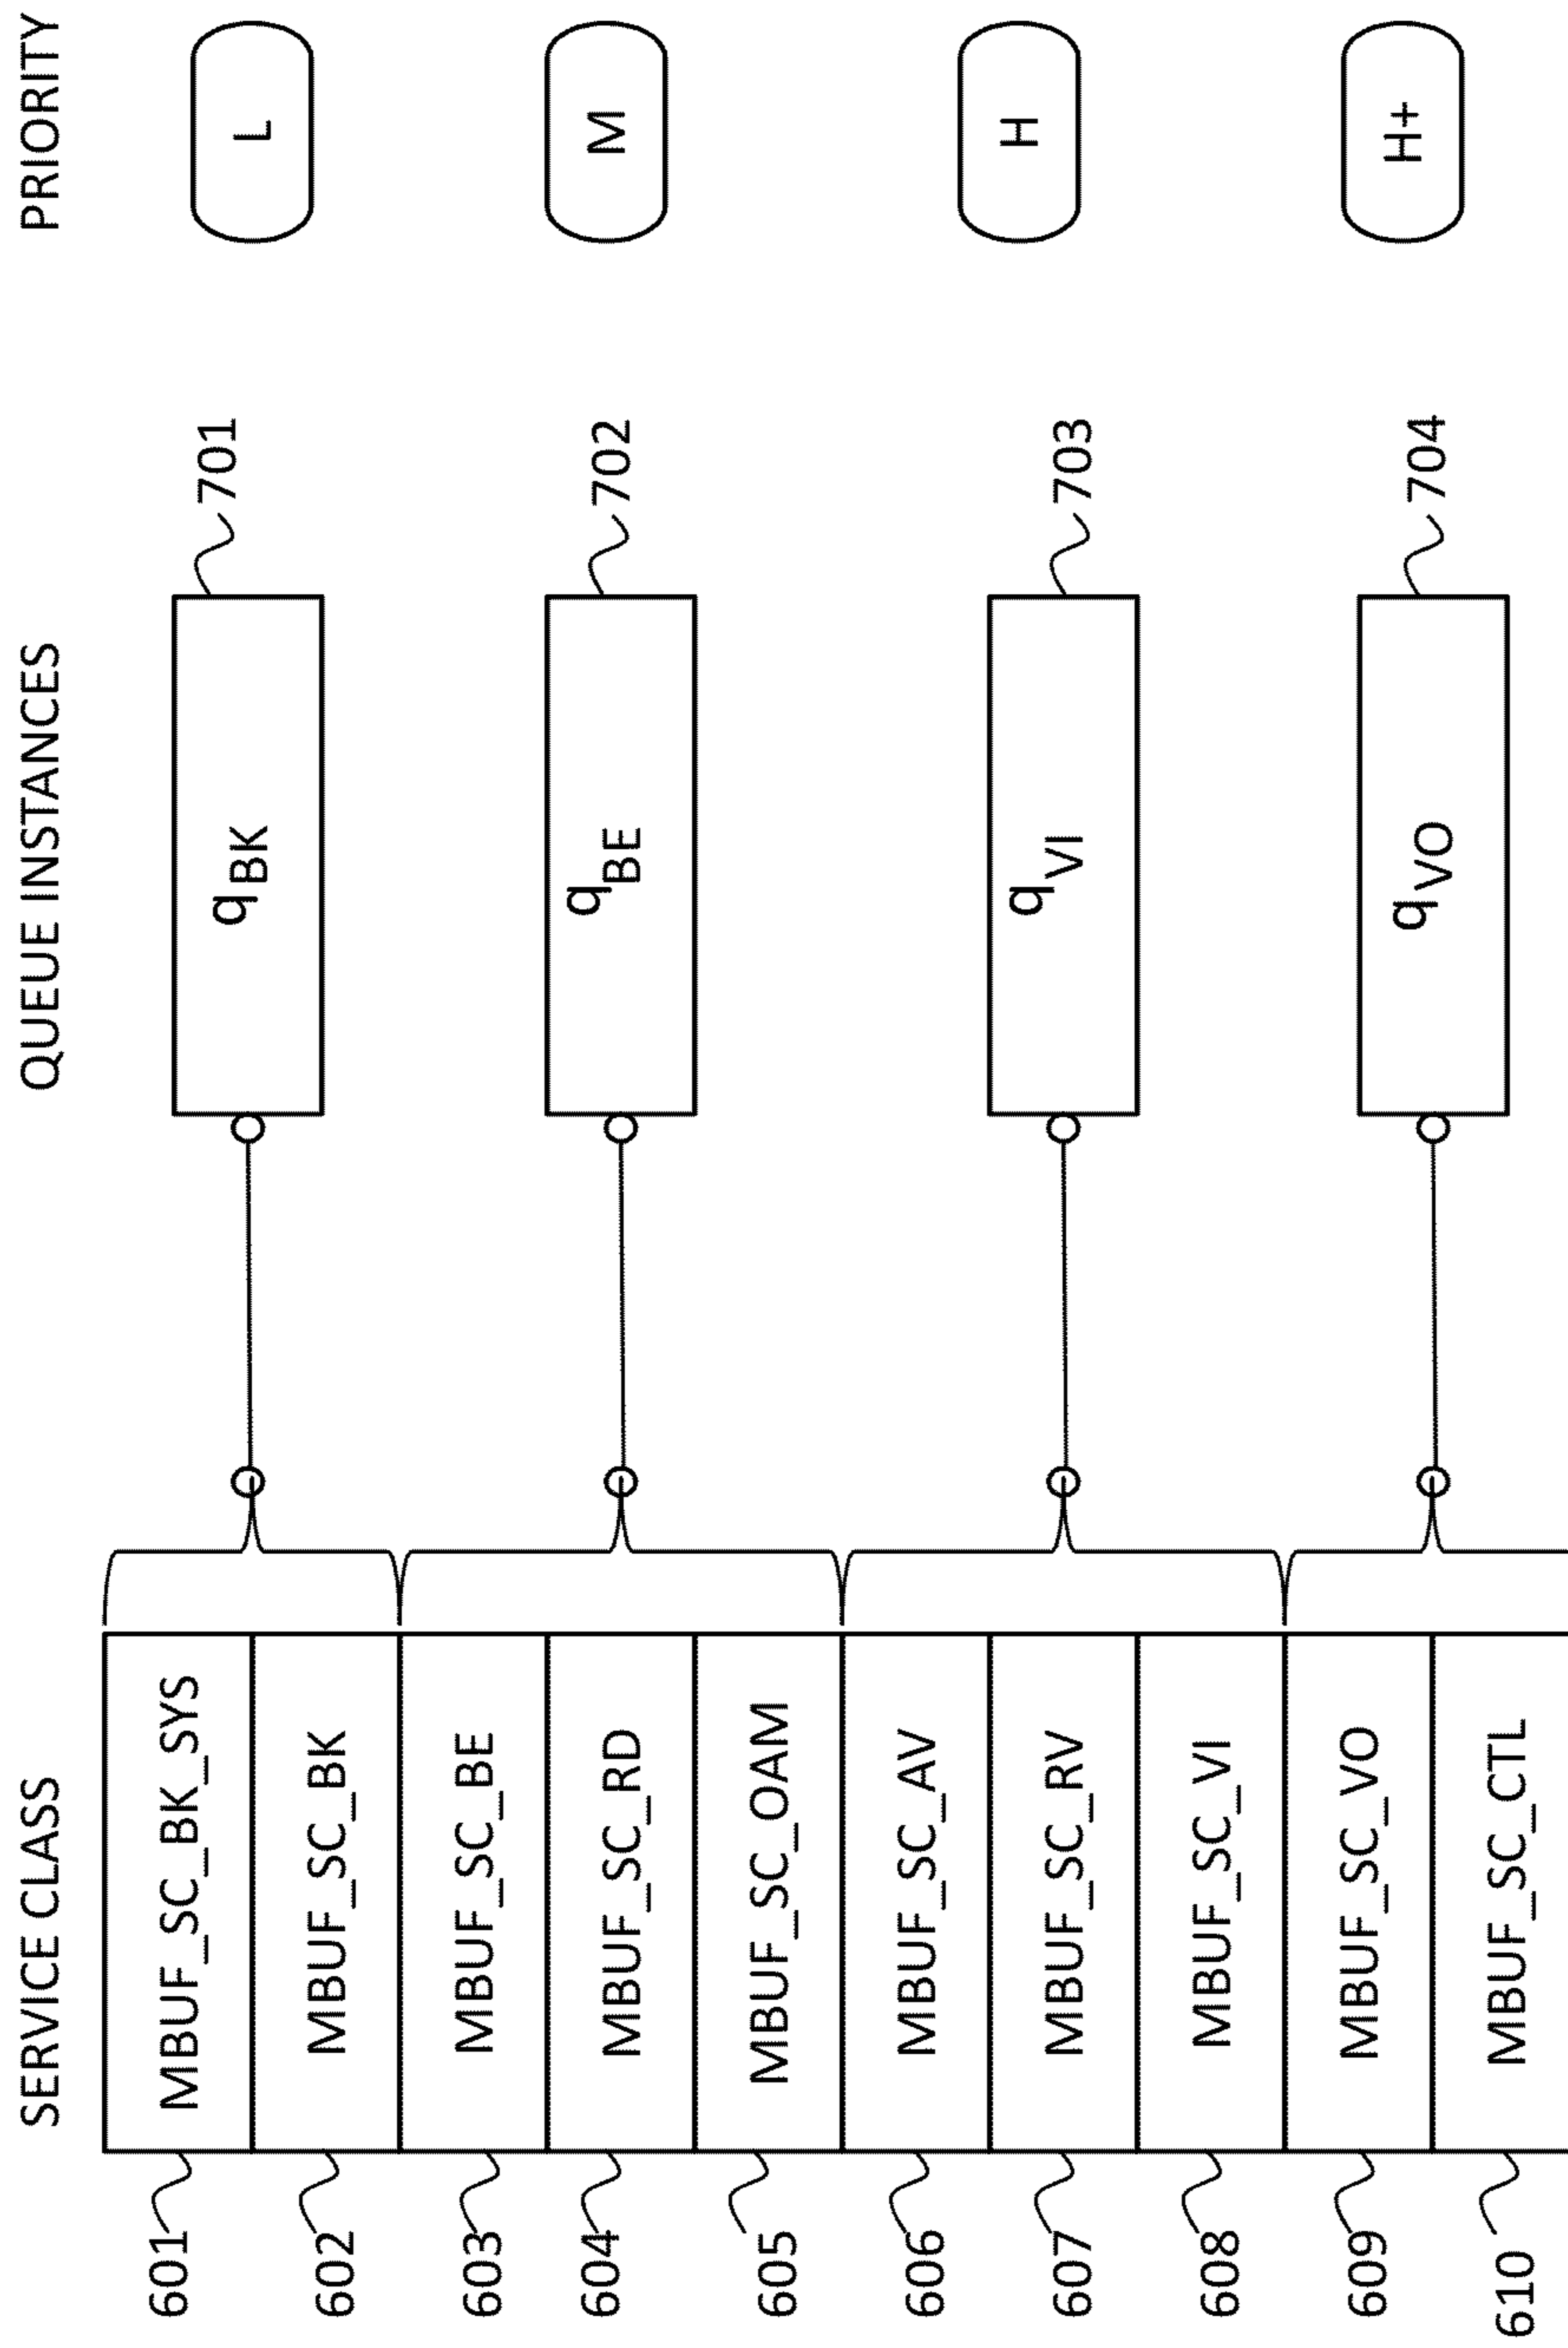 SERVICE CLASS
QUEUE INSTANCES
PRIORITY
601
MBUF_SC_BK_SYS
602
MBUF_SC_BK
qBK
701
L
603
MBUF_SC_BE
604
MBUF_SC_RD
605
MBUF_SC_OAM
qBE
702
M
606
MBUF_SC_AV
607
MBUF_SC_RV
608
MBUF_SC_VI
qVI
703
H
609
MBUF_SC_VO
610
MBUF_SC_CTL
qVO
704
H+